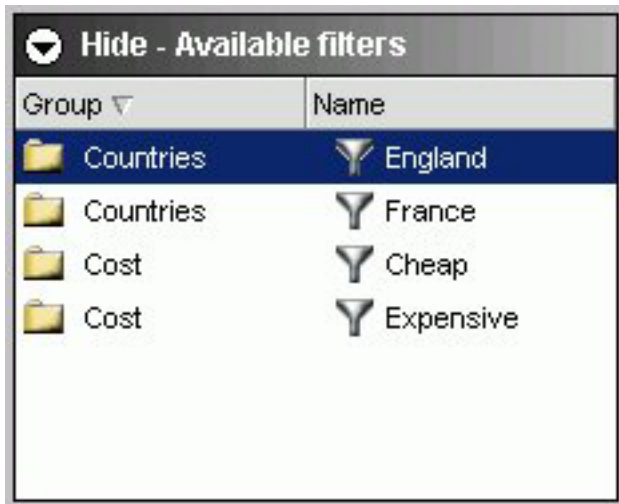 Hide - Available filters
Group Name
Countries England
Countries France
Cost Cheap
Cost Expensive